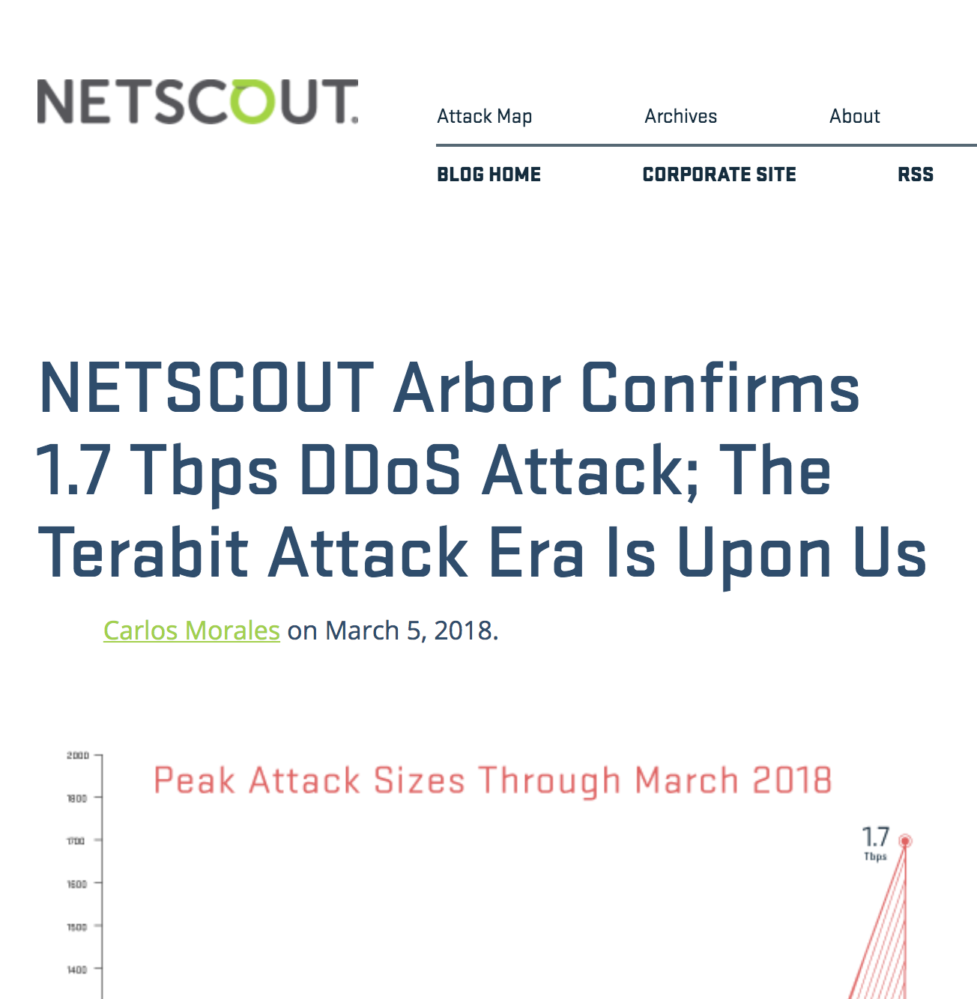 NETSCOUT.
Attack Map Archives About
BLOG HOME CORPORATE SITE RSS
NETSCOUT Arbor Confirms
1.7 Tbps DDoS Attack; The
Terabit Attack Era Is Upon Us
Carlos Morales on March 5, 2018.
Peak Attack Sizes Through March 2018
2000
1800
1700
1600
1500
1400
1.7
Tbps